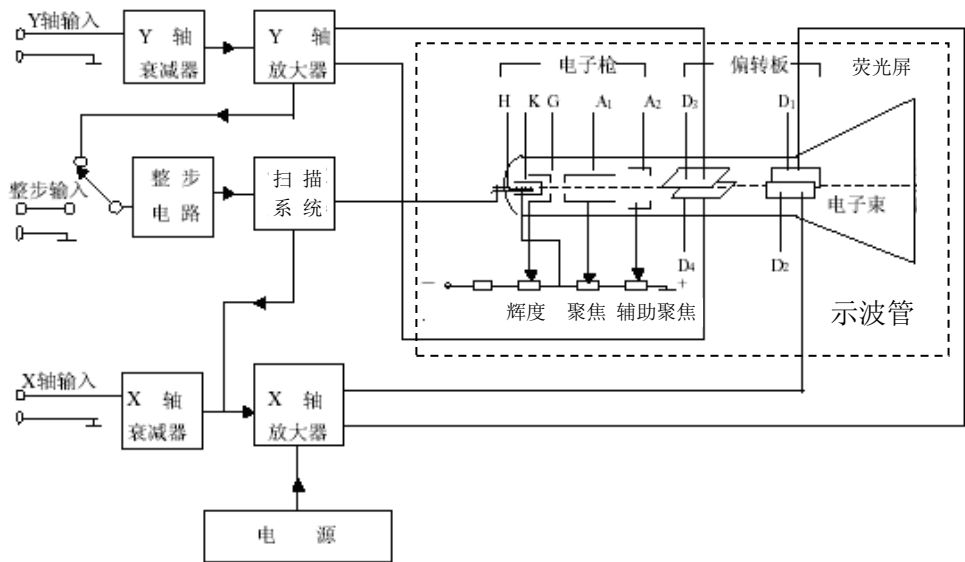 Y轴输入
Y 轴
衰减器
Y 轴
放大器
电子枪
偏转板
荧光屏
H K G A₁ A₂ D₃ D₁
整步输入
整 步
电 路
扫 描
系 统
电子束
D₄ D₂
— +
辉度 聚焦 辅助聚焦
示波管
X轴输入
X 轴
衰减器
X 轴
放大器
电 源